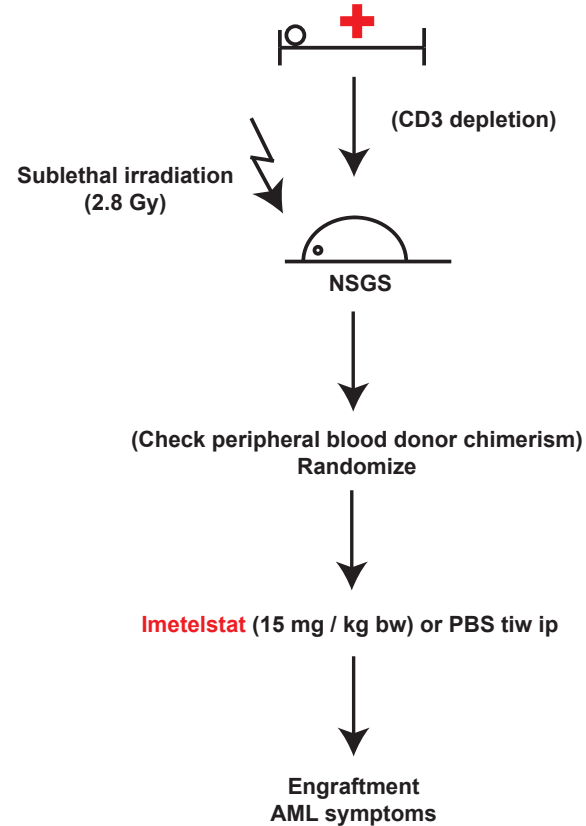 (CD3 depletion)
Sublethal irradiation
(2.8 Gy)
NSGS
(Check peripheral blood donor chimerism)
Randomize
Imetelstat (15 mg / kg bw) or PBS tiw ip
Engraftment
AML symptoms